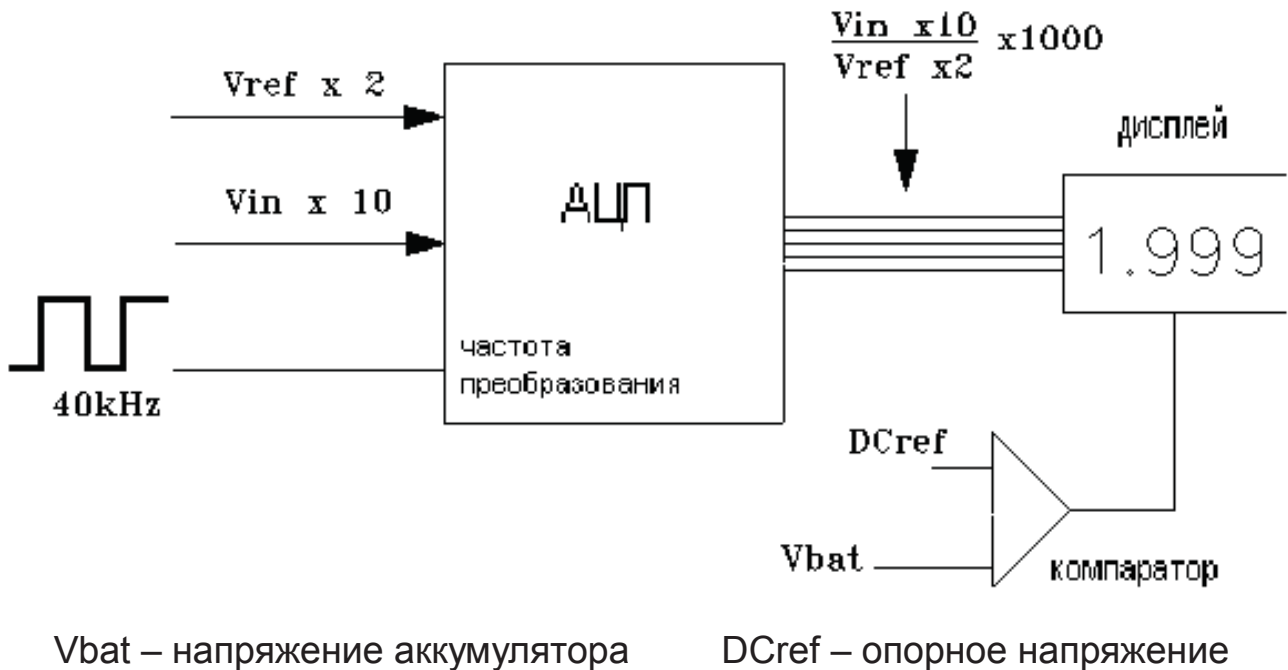 Vin x10
Vref x2
x1000
Vref x 2
дисплей
Vin x 10
АЦП
1.999
частота
преобразования
40kHz
DCref
Vbat
компаратор
Vbat – напряжение аккумулятора
DCref – опорное напряжение